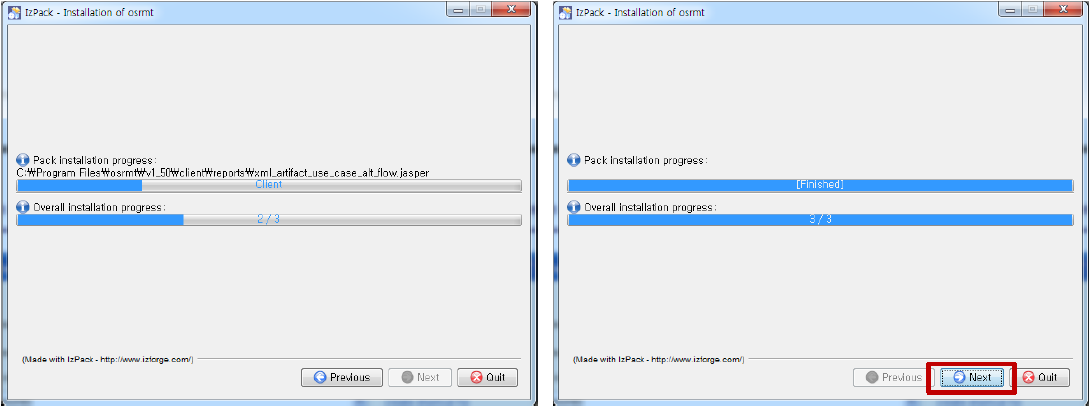 IzPack - Installation of osrmt
Pack installation progress:
C:₩Program Files₩osrmt₩v1_50₩client₩reports₩xml_artifact_use_case_alt_flow.jasper
Client
Overall installation progress:
2 / 3
(Made with IzPack - http://www.izforge.com/)
Previous
Next
Quit
IzPack - Installation of osrmt
Pack installation progress:
[Finished]
Overall installation progress:
3 / 3
(Made with IzPack - http://www.izforge.com/)
Previous
Next
Quit